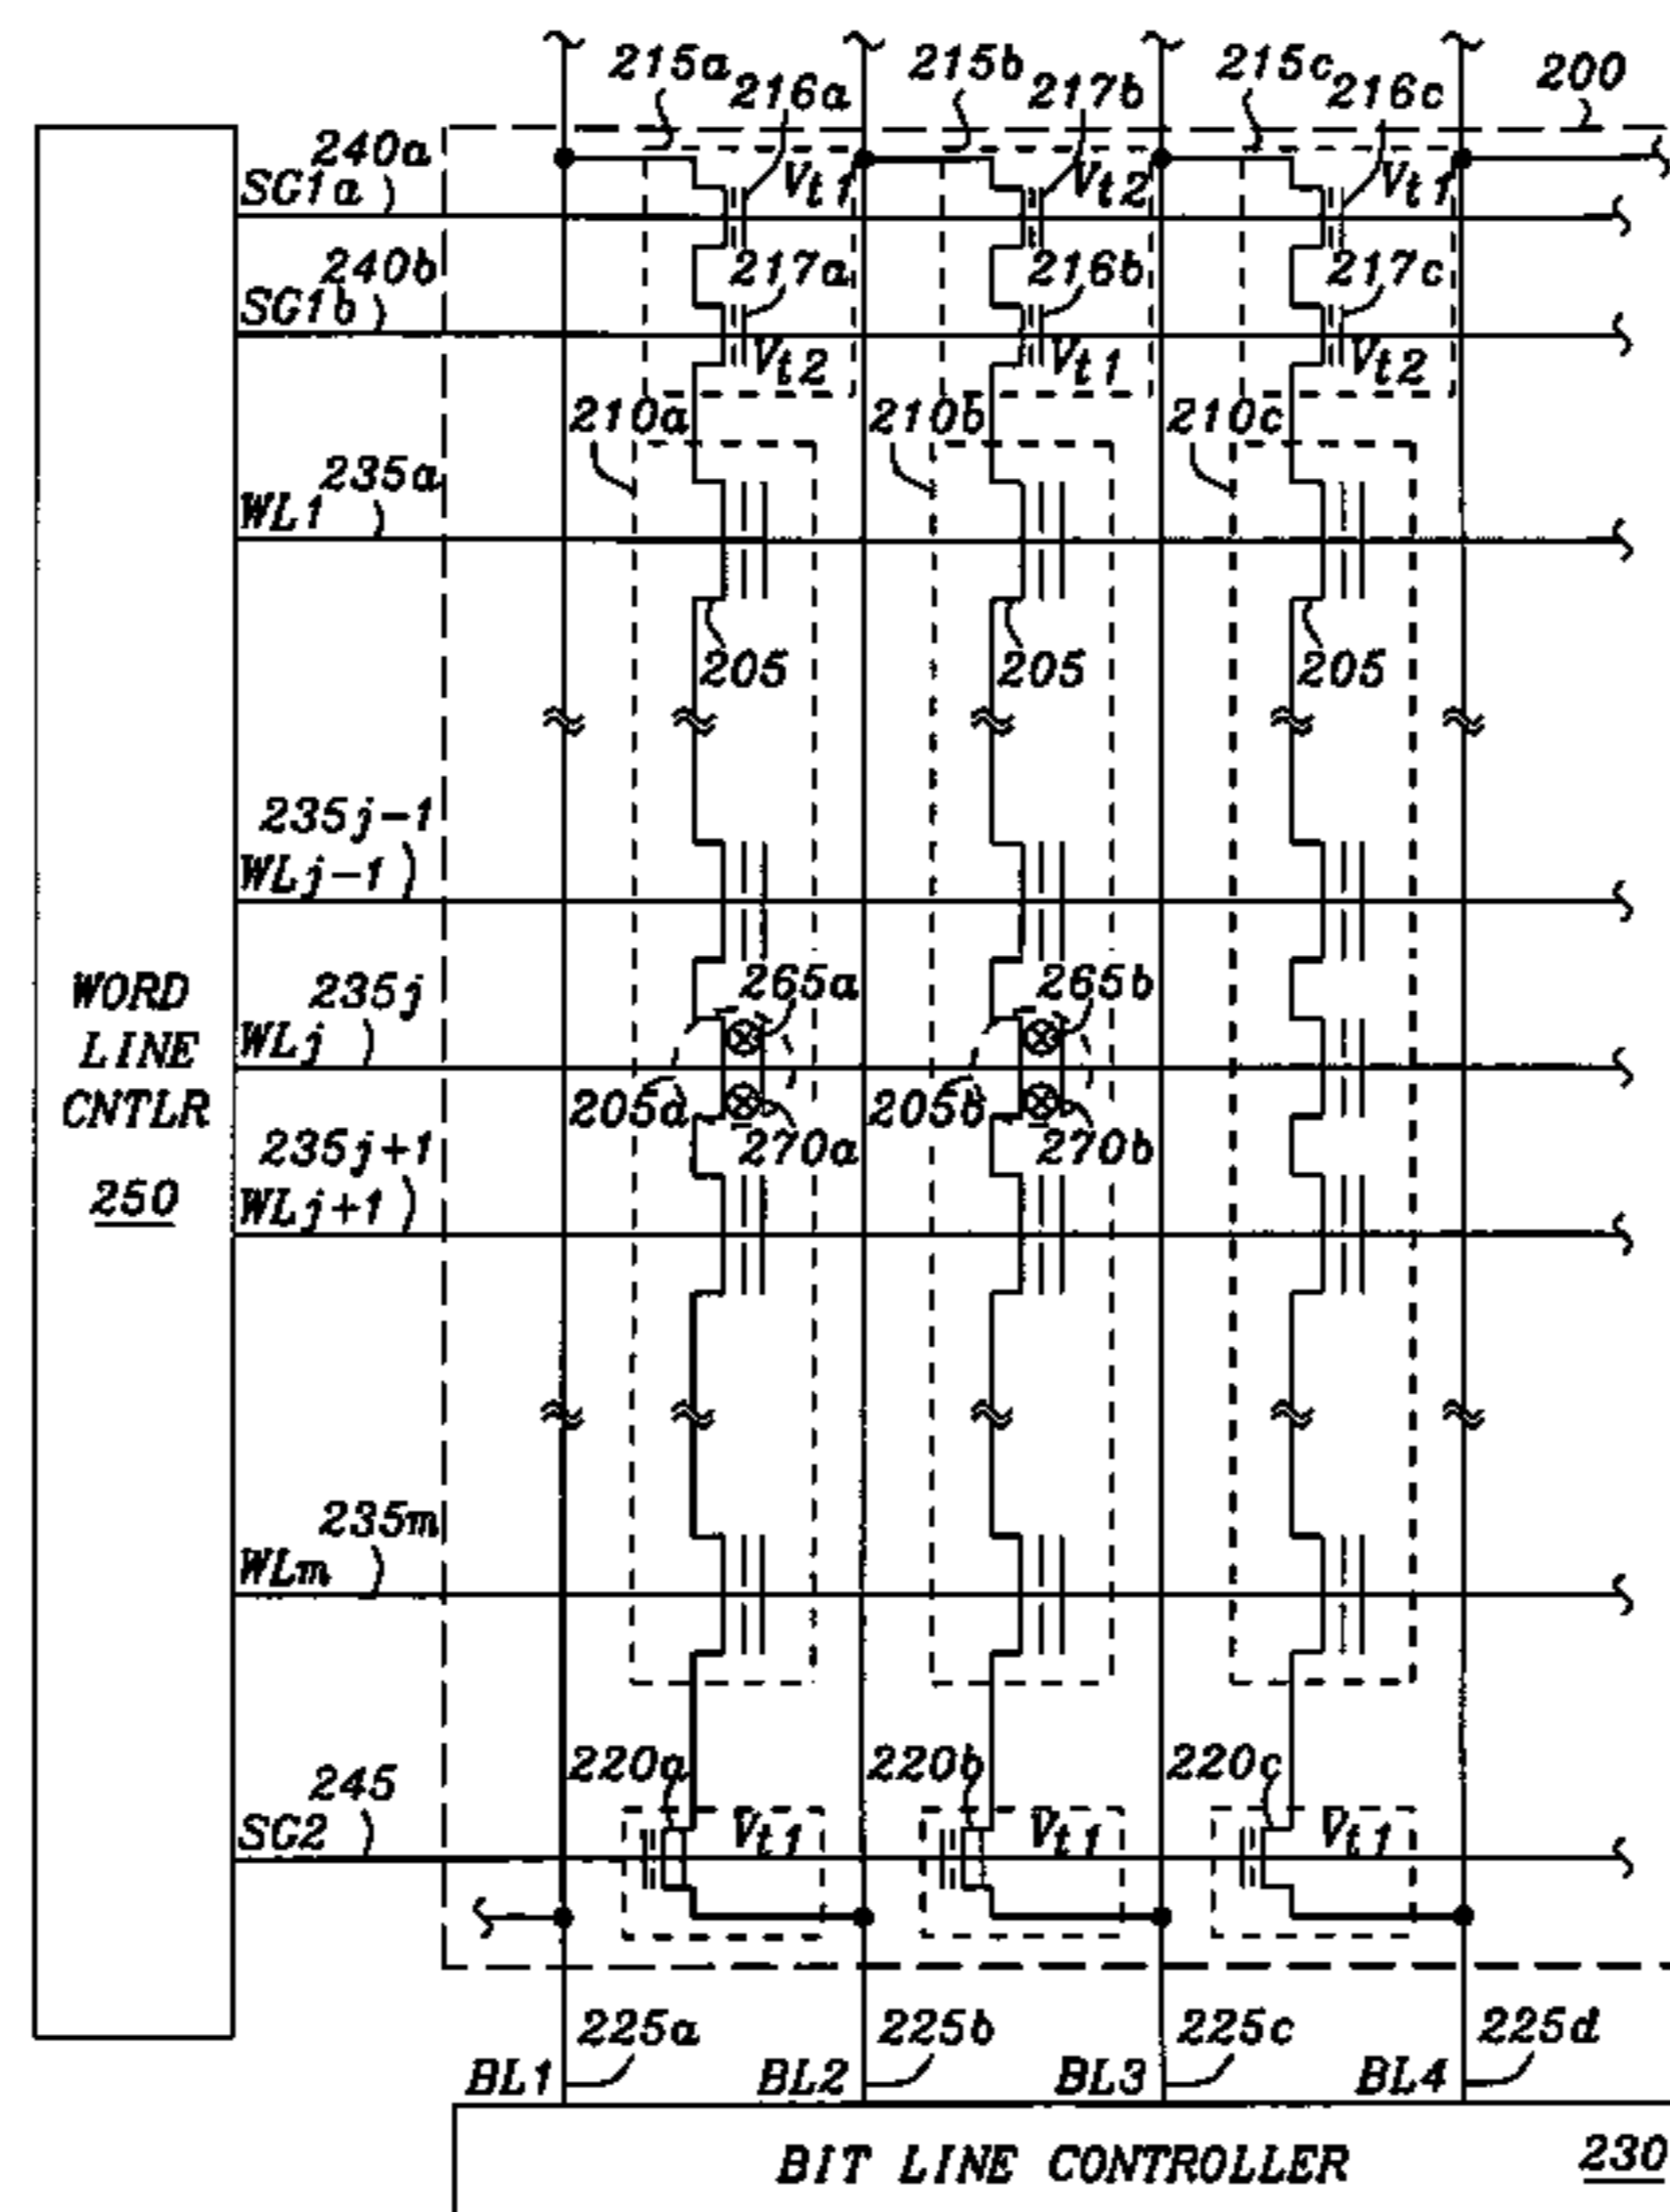 215a 215b 215c 200
216a 217b 216c
240a
SG1a ) Vt1 Vt2 Vt1
240b 217a 216b 217c
SG1b ) Vt2 Vt1 Vt2
210a 210b 210c
235a
WL1 )
205 205 205
235j-1
WLj-1 )
235j 265a 265b
WLj )
205a 205b
235j+1 270a 270b
WLj+1 )
WORD
LINE
CNTLR
250
235m
WLm )
220a 220b 220c
245
SG2 ) Vt1 Vt1 Vt1
225a 225b 225c 225d
BL1 BL2 BL3 BL4
BIT LINE CONTROLLER 230